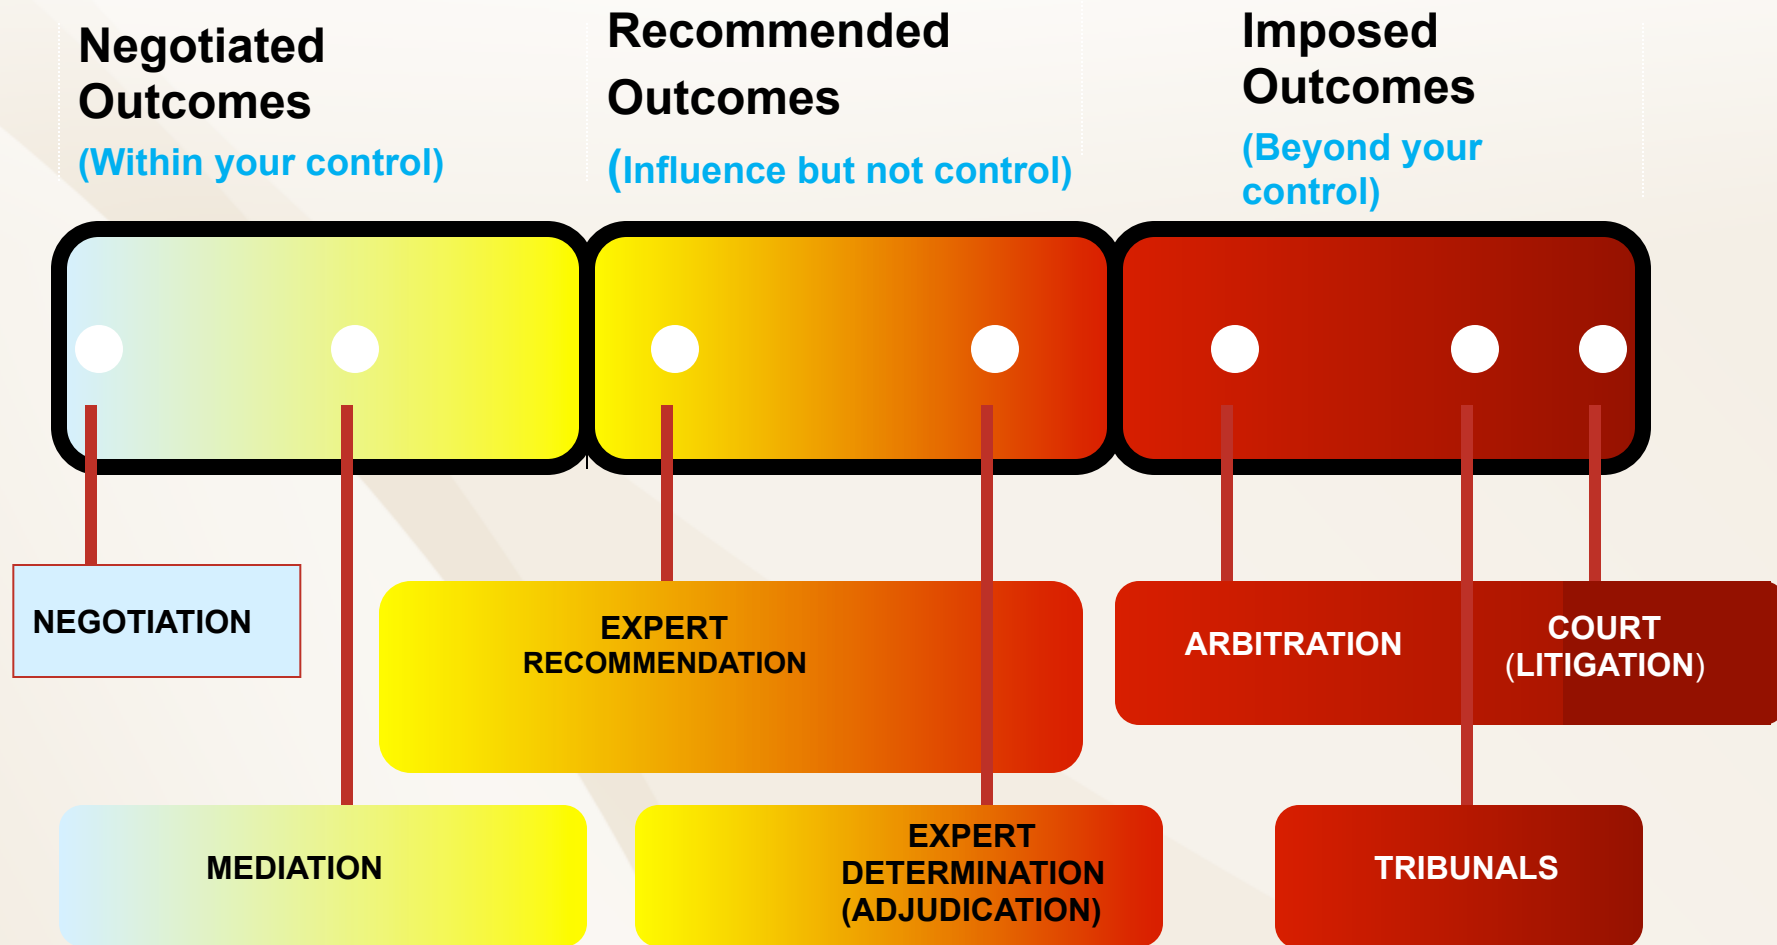 Negotiated
Outcomes
(Within your control)
Recommended
Outcomes
(Influence but not control)
Imposed
Outcomes
(Beyond your
control)
NEGOTIATION
EXPERT
RECOMMENDATION
ARBITRATION
COURT
(LITIGATION)
MEDIATION
EXPERT
DETERMINATION
(ADJUDICATION)
TRIBUNALS